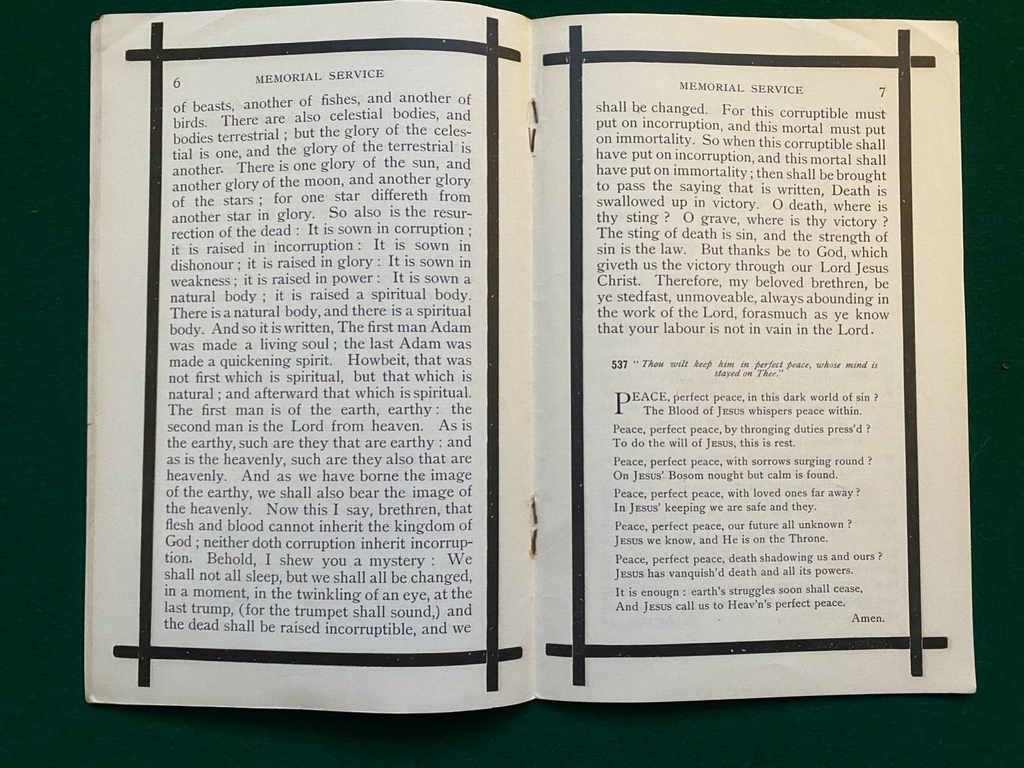 6
MEMORIAL SERVICE
of beasts, another of fishes, and another of
birds. There are also celestial bodies, and
bodies terrestrial ; but the glory of the celes-
tial is one, and the glory of the terrestrial is
another. There is one glory of the sun, and
another glory of the moon, and another glory
of the stars ; for one star differeth from
another star in glory. So also is the resur-
rection of the dead : It is sown in corruption ;
it is raised in incorruption : It is sown in
dishonour ; it is raised in glory : It is sown in
weakness ; it is raised in power : It is sown a
natural body ; it is raised a spiritual body.
There is a natural body, and there is a spiritual
body. And so it is written, The first man Adam
was made a living soul ; the last Adam was
made a quickening spirit. Howbeit, that was
not first which is spiritual, but that which is
natural ; and afterward that which is spiritual.
The first man is of the earth, earthy : the
second man is the Lord from heaven. As is
the earthy, such are they that are earthy : and
as is the heavenly, such are they also that are
heavenly. And as we have borne the image
of the earthy, we shall also bear the image of
the heavenly. Now this I say, brethren, that
flesh and blood cannot inherit the kingdom of
God ; neither doth corruption inherit incorrup-
tion. Behold, I shew you a mystery : We
shall not all sleep, but we shall all be changed,
in a moment, in the twinkling of an eye, at the
last trump, (for the trumpet shall sound,) and
the dead shall be raised incorruptible, and we
MEMORIAL SERVICE
7
shall be changed. For this corruptible must
put on incorruption, and this mortal must put
on immortality. So when this corruptible shall
have put on incorruption, and this mortal shall
have put on immortality ; then shall be brought
to pass the saying that is written, Death is
swallowed up in victory. O death, where is
thy sting ? O grave, where is thy victory ?
The sting of death is sin, and the strength of
sin is the law. But thanks be to God, which
giveth us the victory through our Lord Jesus
Christ. Therefore, my beloved brethren, be
ye stedfast, unmoveable, always abounding in
the work of the Lord, forasmuch as ye know
that your labour is not in vain in the Lord.
537 " Thou wilt keep him in perfect peace, whose mind is
stayed on Thee."
PEACE, perfect peace, in this dark world of sin ?
The Blood of JESUS whispers peace within.
Peace, perfect peace, by thronging duties press'd ?
To do the will of JESUS, this is rest.
Peace, perfect peace, with sorrows surging round ?
On JESUS' Bosom nought but calm is found.
Peace, perfect peace, with loved ones far away ?
In JESUS' keeping we are safe and they.
Peace, perfect peace, our future all unknown ?
JESUS we know, and He is on the Throne.
Peace, perfect peace, death shadowing us and ours ?
JESUS has vanquish'd death and all its powers.
It is enougn : earth's struggles soon shall cease,
And JESUS call us to Heav'n's perfect peace.
Amen.